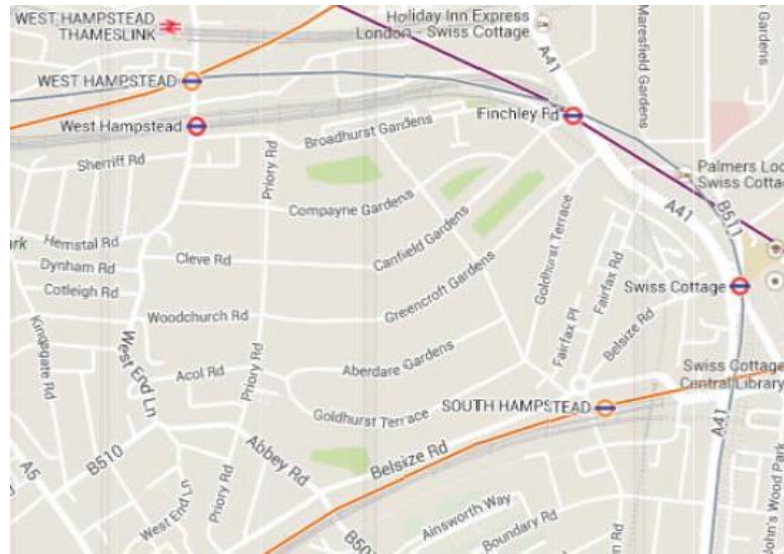 WEST HAMPSTEAD
THAMESLINK
Holiday Inn Express
London - Swiss Cottage
A41
Maresfield Gardens
Gardens
WEST HAMPSTEAD
West Hampstead
Broadhurst Gardens
Finchley Rd
Sherriff Rd
Priory Rd
Palmers
Swiss
Compayne Gardens
A41
B511
Hemstal Rd
Cleve Rd
Canfield Gardens
Goldhurst Terrace
Dynham Rd
Cotleigh Rd
Fairfax Rd
Swiss Cottage
Kingsgate Rd
Woodchurch Rd
Greencroft Gardens
West End Ln
Fairfax Pl
Belsize Rd
Acol Rd
Priory Rd
Aberdare Gardens
Swiss Cottage
Central Library
Goldhurst Terrace
SOUTH HAMPSTEAD
A41
Abbey Rd
B510
Belsize Rd
A5
West End Ln
Priory Rd
Ainsworth Way
Boundary Rd
John's Wood Park
Rd